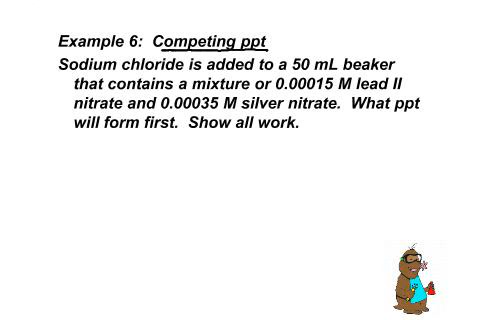 Example 6:  Competing ppt
Sodium chloride is added to a 50 mL beaker
that contains a mixture or 0.00015 M lead II
nitrate and 0.00035 M silver nitrate.  What ppt
will form first.  Show all work.